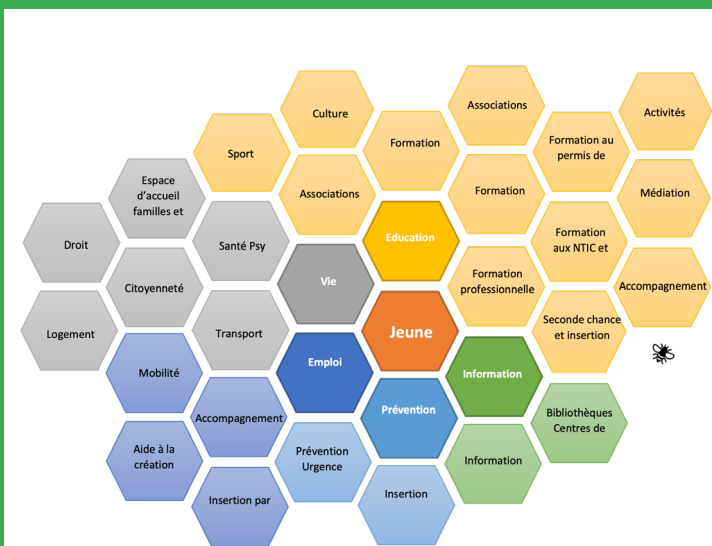 Culture
Associations
Activités
Sport
Formation
Formation au
permis de
Espace
d'accueil
familles et
Associations
Formation
Médiation
Droit
Santé Psy
Education
Formation
aux NTIC et
Citoyenneté
Vie
Formation
professionnelle
Accompagnement
Logement
Transport
Jeune
Seconde chance
et insertion
Mobilité
Emploi
Information
Accompagnement
Prévention
Bibliothèques
Centres de
Aide à la
création
Prévention
Urgence
Information
Insertion par
Insertion